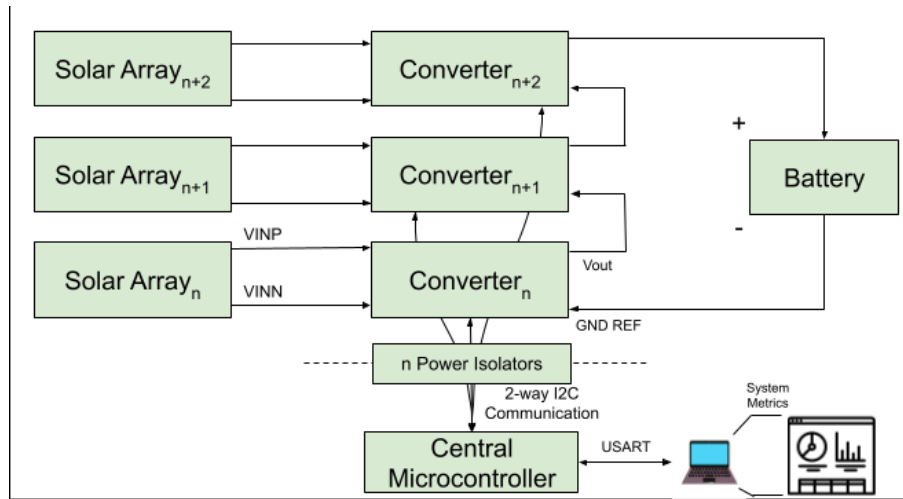 Solar Array n+2
Converter n+2
Solar Array n+1
Converter n+1
+
Battery
-
VINP
Solar Array n
VINN
Converter n
Vout
GND REF
n Power Isolators
2-way I2C
Communication
System
Metrics
Central
Microcontroller
USART